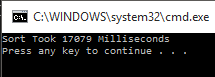 C:\WINDOWS\system32\cmd.exe
Sort Took 17079 Milliseconds
Press any key to continue . . .